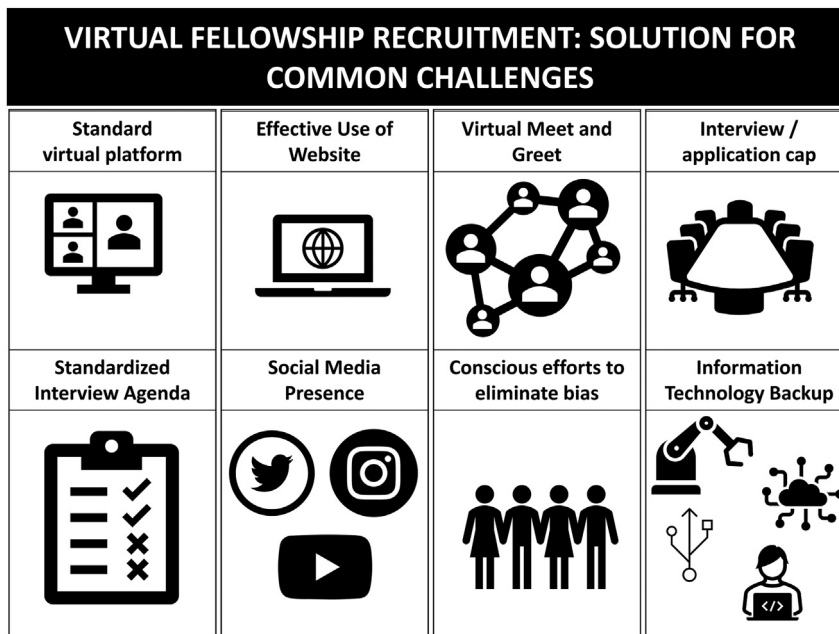 VIRTUAL FELLOWSHIP RECRUITMENT: SOLUTION FOR
COMMON CHALLENGES
Standard
virtual platform
Effective Use of
Website
Virtual Meet and
Greet
Interview /
application cap
Standardized
Interview Agenda
Social Media
Presence
Conscious efforts to
eliminate bias
Information
Technology Backup
</>